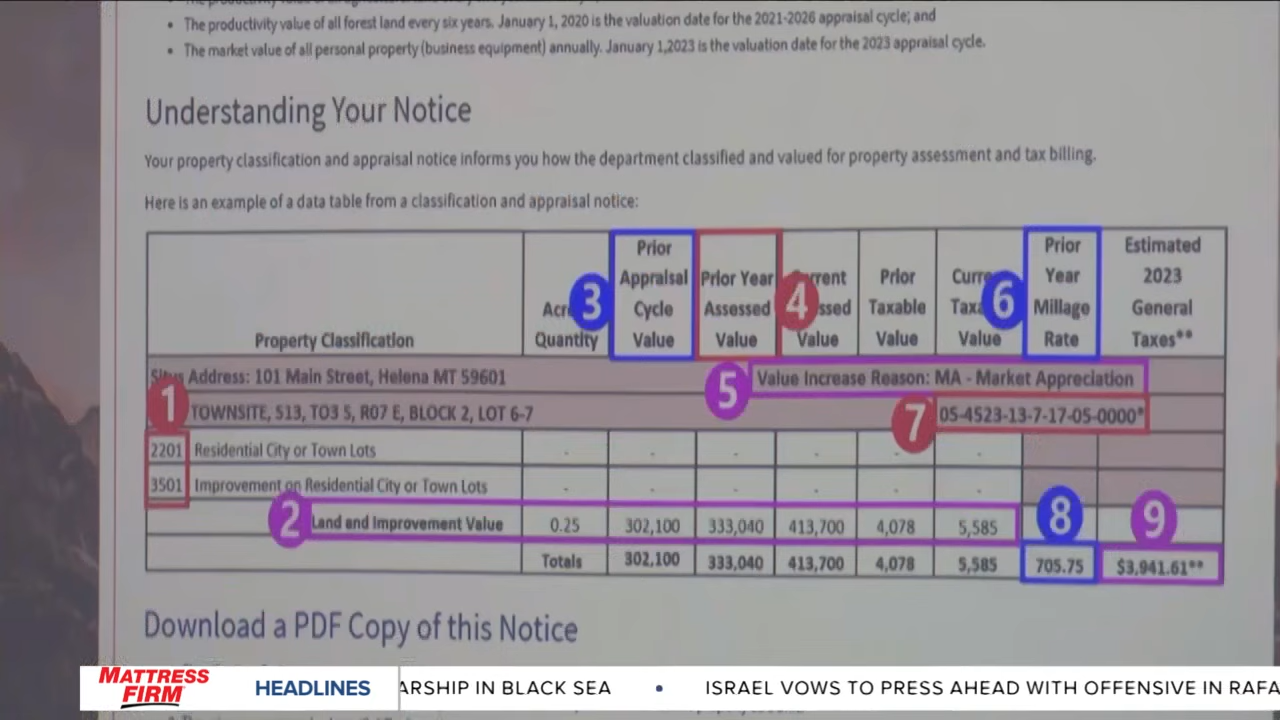 • The productivity value of all forest land every six years. January 1, 2020 is the valuation date for the 2021-2026 appraisal cycle; and
• The market value of all personal property (business equipment) annually. January 1,2023 is the valuation date for the 2023 appraisal cycle.
Understanding Your Notice
Your property classification and appraisal notice informs you how the department classified and valued for property assessment and tax billing.
Here is an example of a data table from a classification and appraisal notice:
Property Classification
Quantity
3
Prior
Appraisal
Cycle
Value
Prior Year
Assessed
Value
4
Value
Prior
Taxable
Value
Value
6
Prior
Year
Millage
Rate
Estimated
2023
General
Taxes**
Situs Address: 101 Main Street, Helena MT 59601
5 Value Increase Reason: MA - Market Appreciation
1 TOWNSITE, S13, TO3 S, R07 E, BLOCK 2, LOT 6-7
7 05-4523-13-7-17-05-0000*
2201 Residential City or Town Lots - - - - - -
3501 Improvement on Residential City or Town Lots - - - - - -
2 Land and Improvement Value 0.25 302,100 333,040 413,700 4,078 5,585 8 9
Totals 302,100 333,040 413,700 4,078 5,585 705.75 $3,941.61**
Download a PDF Copy of this Notice
MATTRESS
FIRM
HEADLINES
ARSHIP IN BLACK SEA • ISRAEL VOWS TO PRESS AHEAD WITH OFFENSIVE IN RAFA